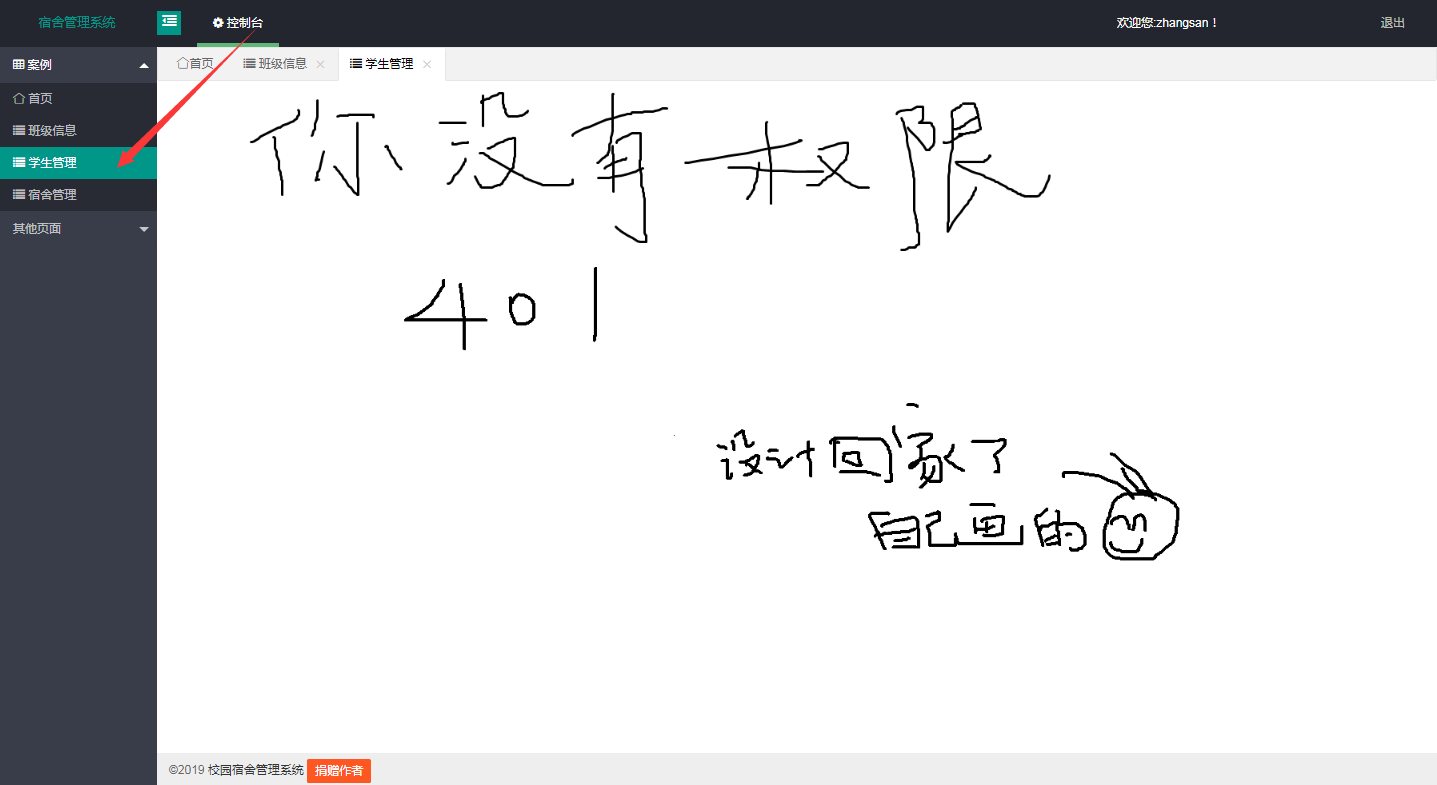 宿舍管理系统
控制台
欢迎您:zhangsan！
退出
案例
首页
班级信息
学生管理
宿舍管理
其他页面
首页
班级信息
学生管理
你没有权限
401
设计回家了
自己画的
©2019 校园宿舍管理系统
捐赠作者